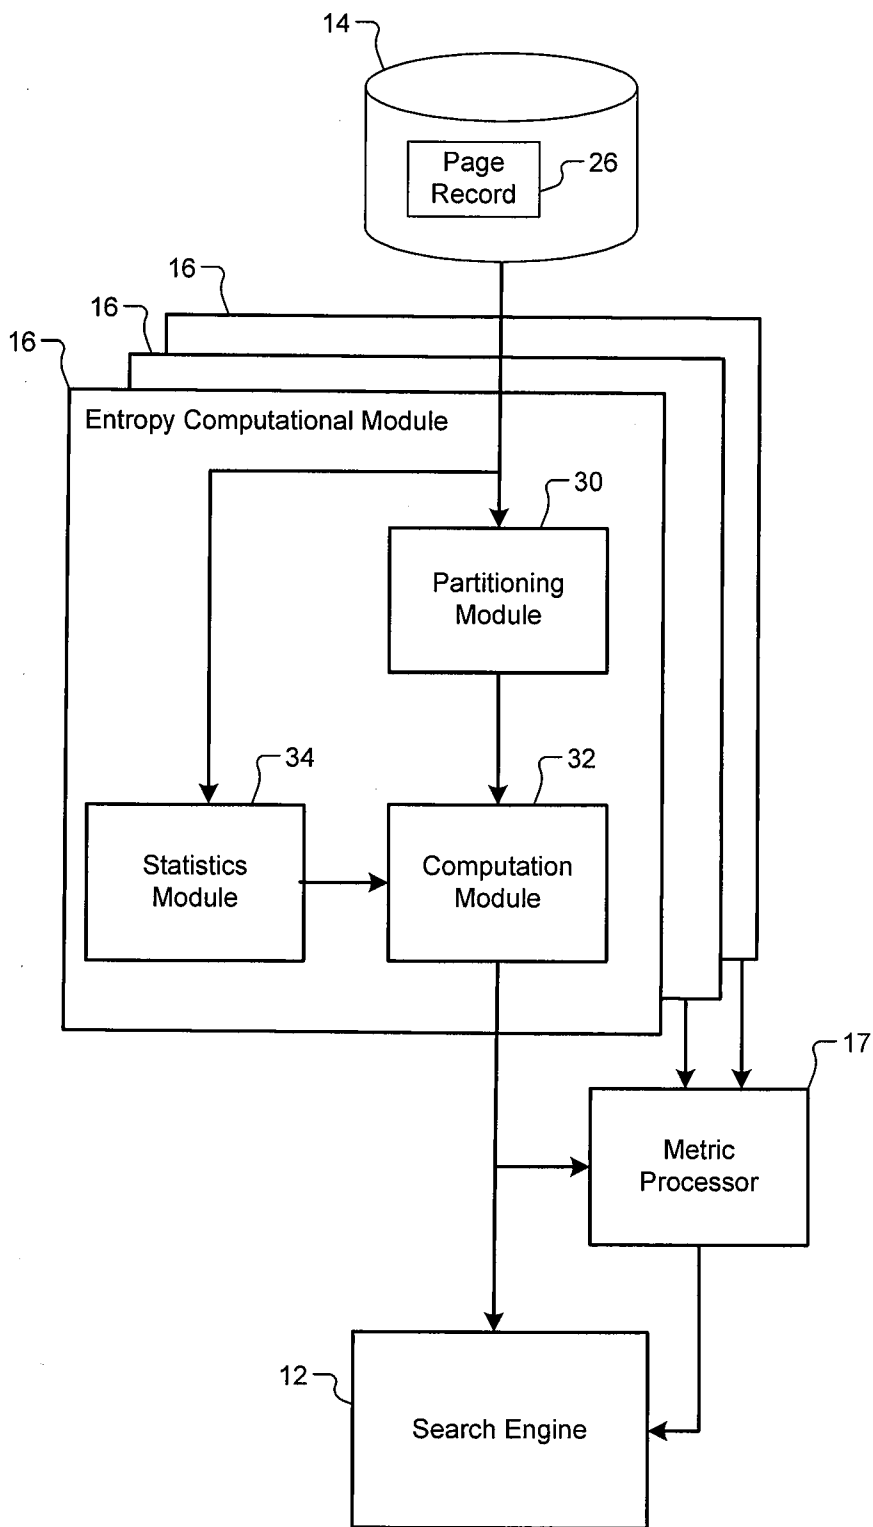 14
Page
Record
26
16
16
16
Entropy Computational Module
30
Partitioning
Module
34
32
Statistics
Module
Computation
Module
17
Metric
Processor
12
Search Engine